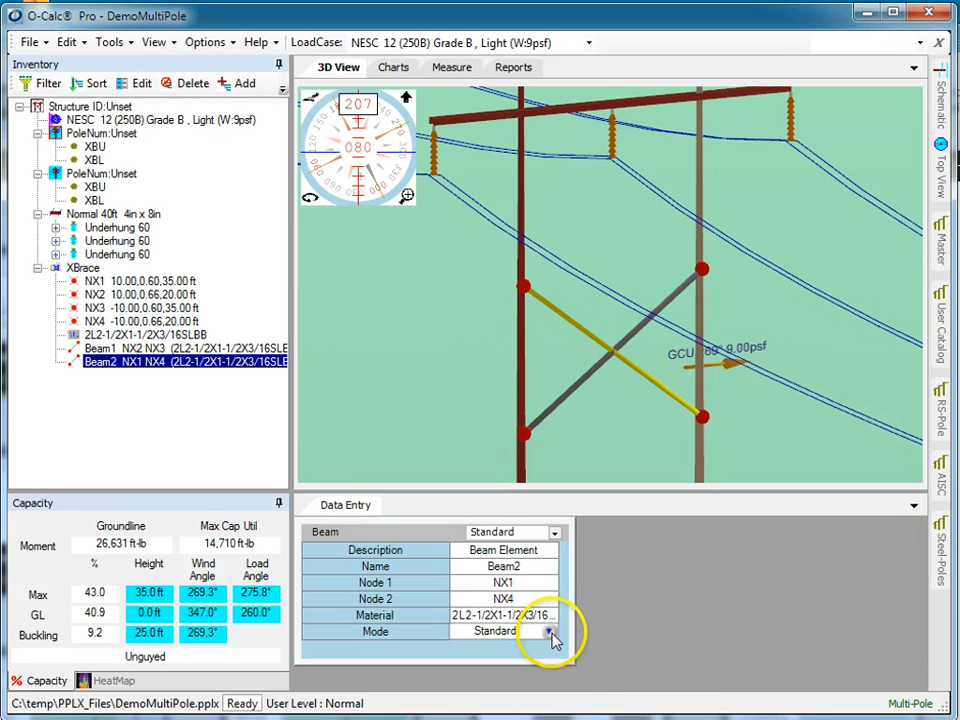 O-Calc® Pro - DemoMultiPole
File Edit Tools View Options Help LoadCase: NESC 12 (250B) Grade B , Light (W:9psf) X
Inventory
3D View Charts Measure Reports
Filter Sort Edit Delete Add
Structure ID:Unset
NESC 12 (250B) Grade B , Light (W:9psf)
PoleNum:Unset
XBU
XBL
PoleNum:Unset
XBU
XBL
Normal 40ft 4in x 8in
Underhung 60
Underhung 60
Underhung 60
XBrace
NX1 10.00,0.60,35.00 ft
NX2 10.00,0.66,20.00 ft
NX3 -10.00,0.60,35.00 ft
NX4 -10.00,0.66,20.00 ft
2L2-1/2X1-1/2X3/16SLBB
Beam1 NX2 NX3 (2L2-1/2X1-1/2X3/16SLB
Beam2 NX1 NX4 (2L2-1/2X1-1/2X3/16SLB
207
080
9.00psf
Schematic
Top View
Master
User Catalog
RS-Pole
AISC
Steel-Poles
Capacity
Groundline Max Cap Util
Moment 26,631 ft-lb 14,710 ft-lb
% Height Wind Angle Load Angle
Max 43.0 35.0 ft 269.3° 275.8°
GL 40.9 0.0 ft 347.0° 260.0°
Buckling 9.2 25.0 ft 269.3°
Unguyed
% Capacity HeatMap
Data Entry
Beam Standard
Description Beam Element
Name Beam2
Node 1 NX1
Node 2 NX4
Material 2L2-1/2X1-1/2X3/16 ...
Mode Standard
C:\temp\PPLX_Files\DemoMultiPole.pplx Ready User Level : Normal Multi-Pole